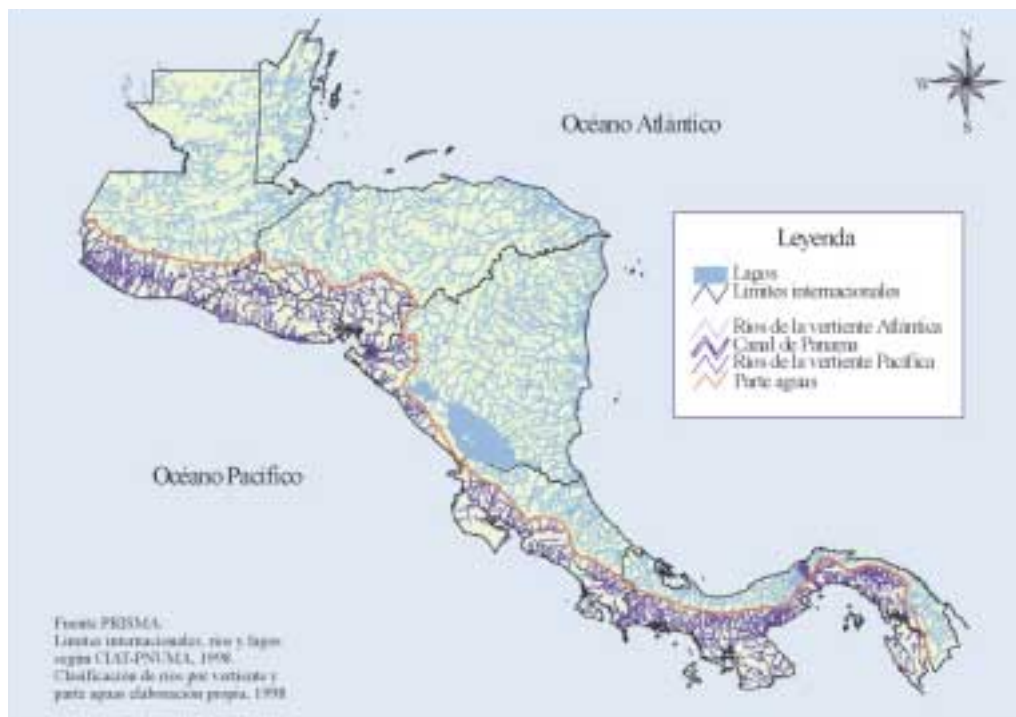 N
W
S
Océano Atlántico
Leyenda
Lagos
Límites internacionales
Ríos de la vertiente Atlántica
Canal de Panama
Ríos de la vertiente Pacífica
Parte aguas
Océano Pacífico
Fuente PRISMA.
Límites internacionales, ríos y lagos
según CIAT-PNUMA, 1998.
Clasificación de ríos por vertiente y
parte aguas elaboración propia, 1998